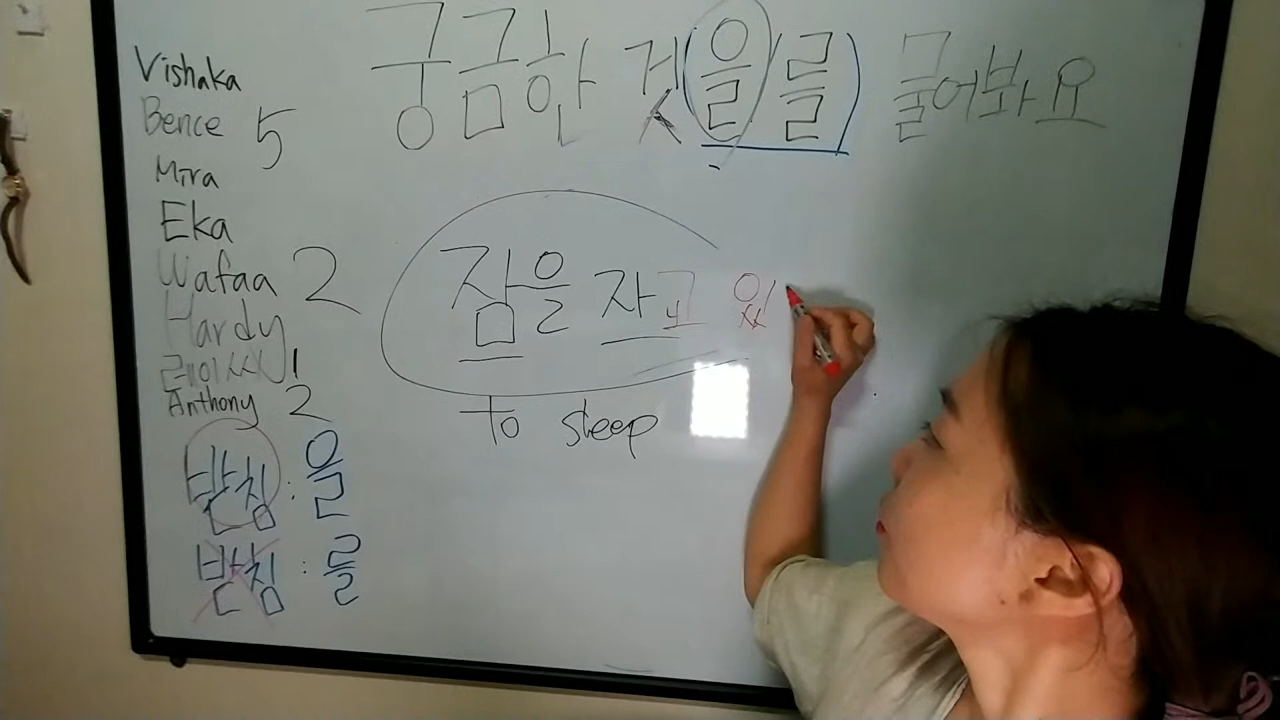 궁금한 것을를 물어봐요
Vishaka
Bence 5
Mira
Eka
Wafaa 2
Hardy
레이씨 1
Anthony 2
잠을 자고 있
to sleep
받침 : 을
받침 : 를